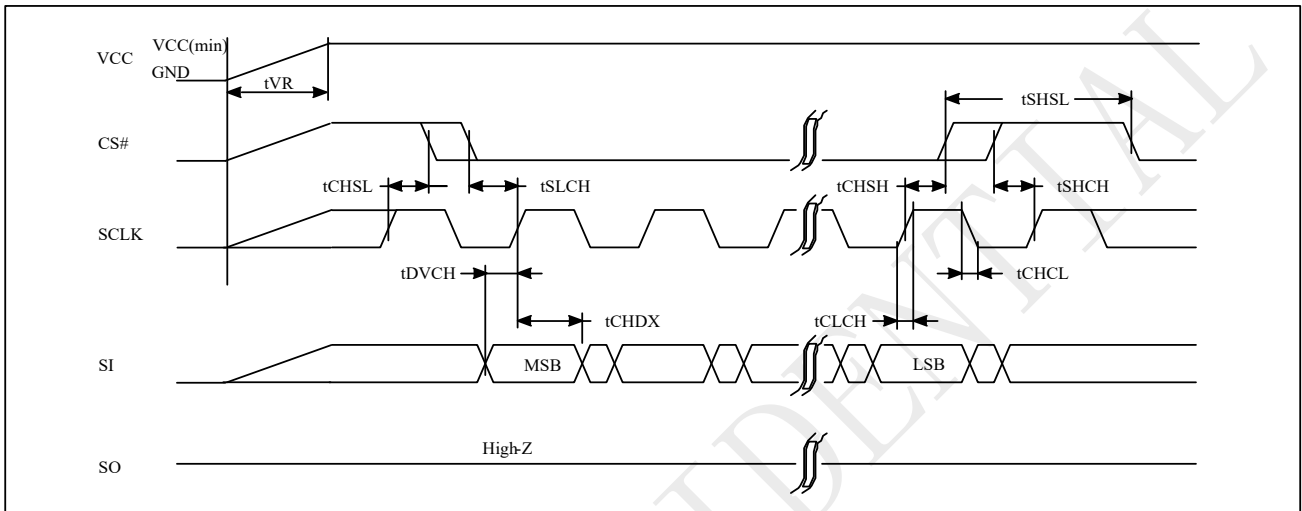 VCC
VCC(min)
GND
tVR
CS#
tSHSL
tCHSL
tSLCH
tCHSH
tSHCH
SCLK
tDVCH
tCHCL
tCHDX
tCLCH
SI
MSB
LSB
SO
High-Z
IDENTIAL